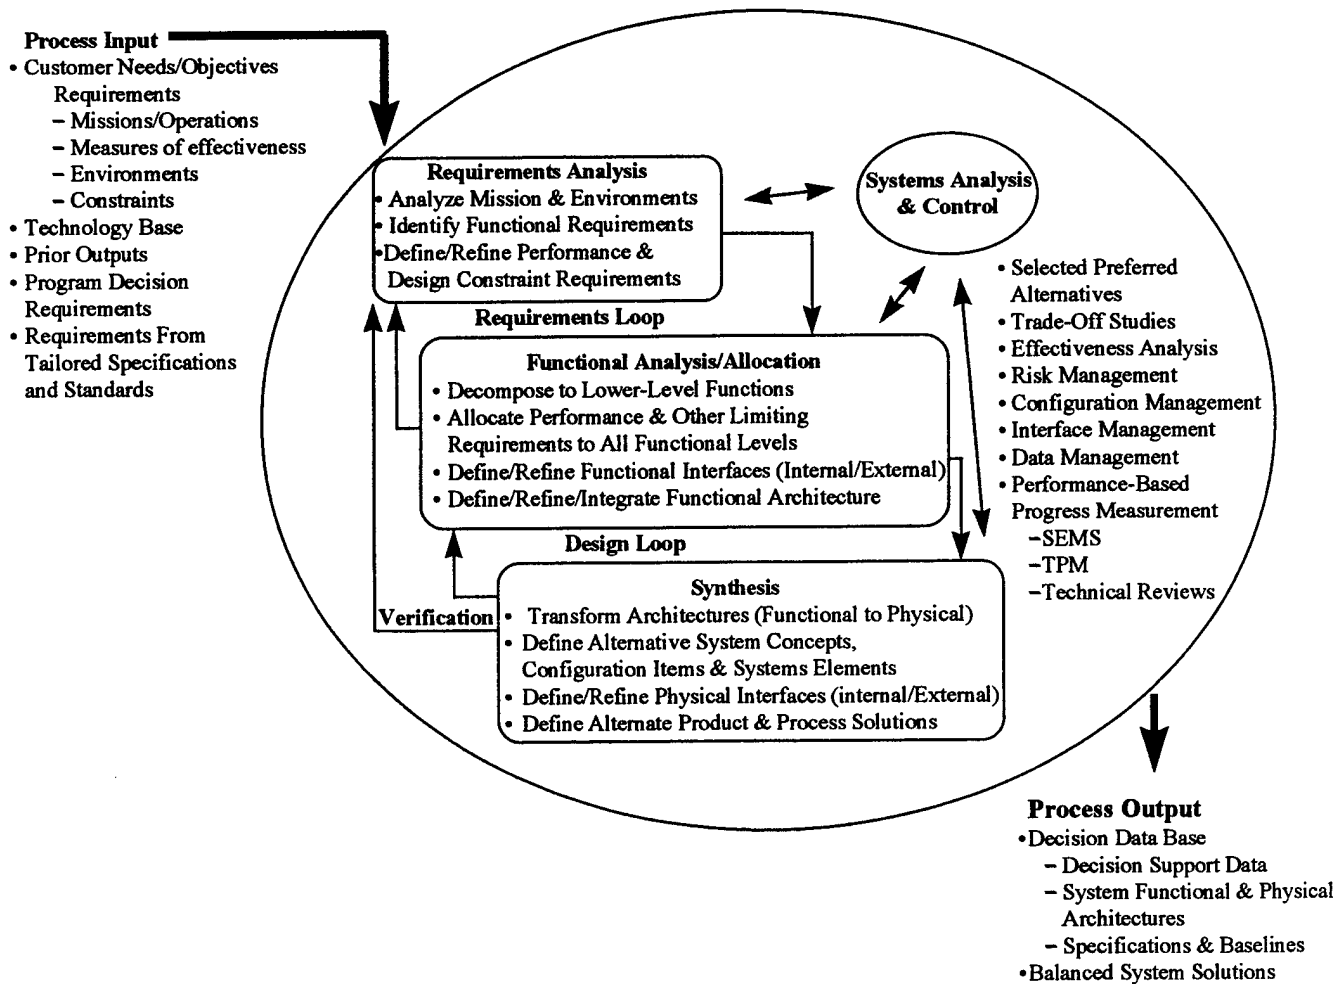 Process Input
• Customer Needs/Objectives
Requirements
– Missions/Operations
– Measures of effectiveness
– Environments
– Constraints
• Technology Base
• Prior Outputs
• Program Decision
Requirements
• Requirements From
Tailored Specifications
and Standards
Requirements Analysis
• Analyze Mission & Environments
• Identify Functional Requirements
•Define/Refine Performance &
Design Constraint Requirements
Systems Analysis
& Control
Requirements Loop
• Selected Preferred
Alternatives
• Trade-Off Studies
• Effectiveness Analysis
• Risk Management
• Configuration Management
• Interface Management
• Data Management
• Performance-Based
Progress Measurement
–SEMS
–TPM
–Technical Reviews
Functional Analysis/Allocation
• Decompose to Lower-Level Functions
• Allocate Performance & Other Limiting
Requirements to All Functional Levels
• Define/Refine Functional Interfaces (Internal/External)
• Define/Refine/Integrate Functional Architecture
Design Loop
Verification
Synthesis
• Transform Architectures (Functional to Physical)
• Define Alternative System Concepts,
Configuration Items & Systems Elements
• Define/Refine Physical Interfaces (internal/External)
• Define Alternate Product & Process Solutions
Process Output
•Decision Data Base
– Decision Support Data
– System Functional & Physical
Architectures
– Specifications & Baselines
•Balanced System Solutions